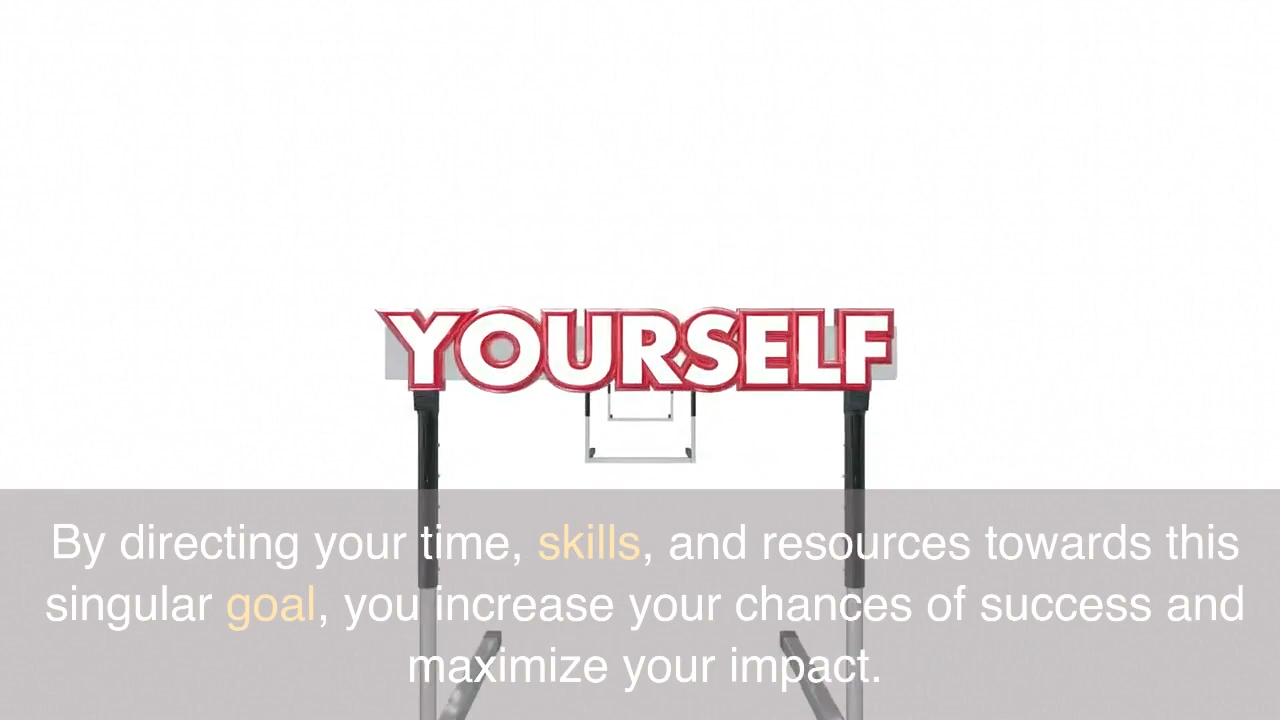 YOURSELF
By directing your time, skills, and resources towards this
singular goal, you increase your chances of success and
maximize your impact.